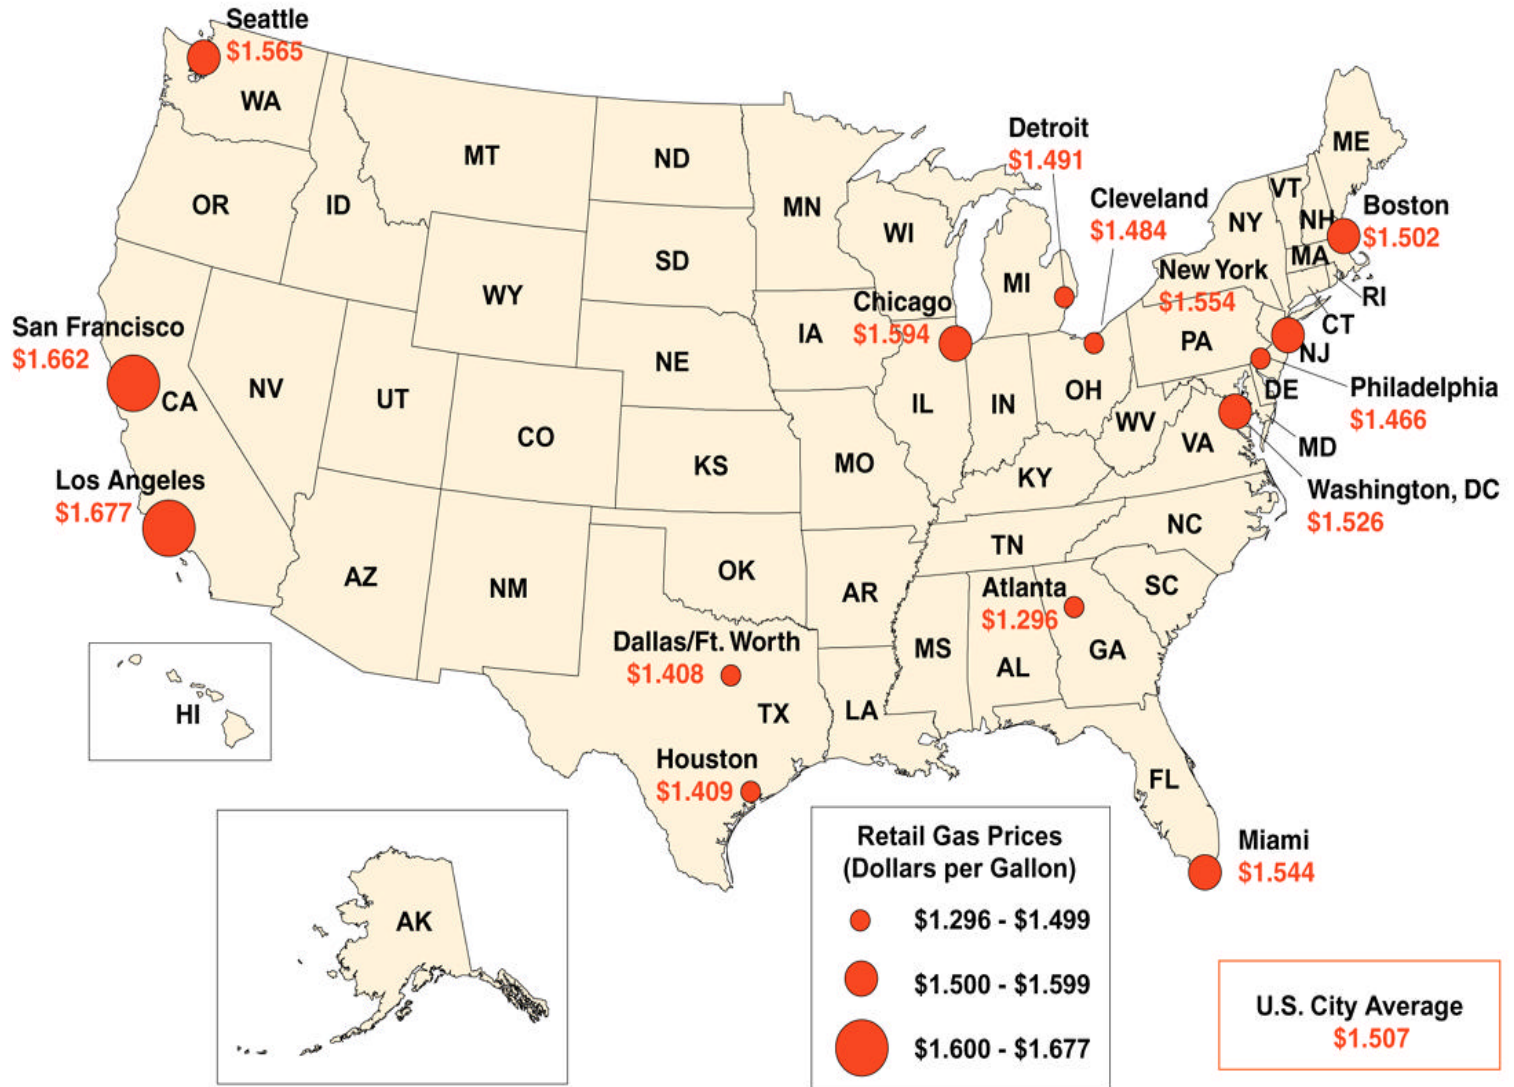 Seattle
$1.565
WA
MT
ND
MN
OR
ID
WI
SD
WY
MI
Detroit
$1.491
Cleveland
$1.484
ME
VT
NH
NY
Boston
$1.502
MA
RI
CT
New York
$1.554
NJ
PA
Chicago
$1.594
IA
NE
San Francisco
$1.662
CA
NV
UT
CO
KS
MO
IL
IN
OH
WV
VA
DE
Philadelphia
$1.466
MD
Washington, DC
$1.526
KY
NC
TN
SC
Los Angeles
$1.677
AZ
NM
OK
AR
Atlanta
$1.296
GA
AL
MS
LA
Dallas/Ft. Worth
$1.408
TX
Houston
$1.409
FL
Miami
$1.544
HI
AK
Retail Gas Prices
(Dollars per Gallon)
$1.296 - $1.499
$1.500 - $1.599
$1.600 - $1.677
U.S. City Average
$1.507